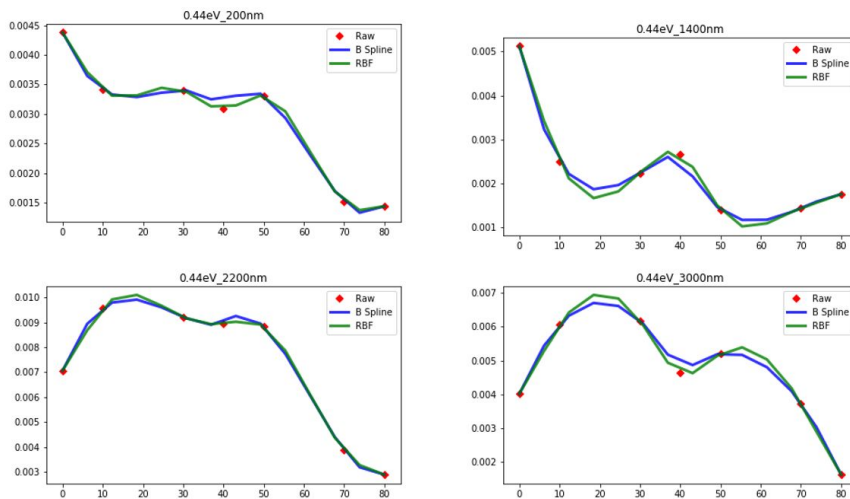 0.44eV_200nm
0.0045
0.0040
0.0035
0.0030
0.0025
0.0020
0.0015
0 10 20 30 40 50 60 70 80
Raw
B Spline
RBF
0.44eV_1400nm
0.005
0.004
0.003
0.002
0.001
0 10 20 30 40 50 60 70 80
Raw
B Spline
RBF
0.44eV_2200nm
0.010
0.009
0.008
0.007
0.006
0.005
0.004
0.003
0 10 20 30 40 50 60 70 80
Raw
B Spline
RBF
0.44eV_3000nm
0.007
0.006
0.005
0.004
0.003
0.002
0 10 20 30 40 50 60 70 80
Raw
B Spline
RBF